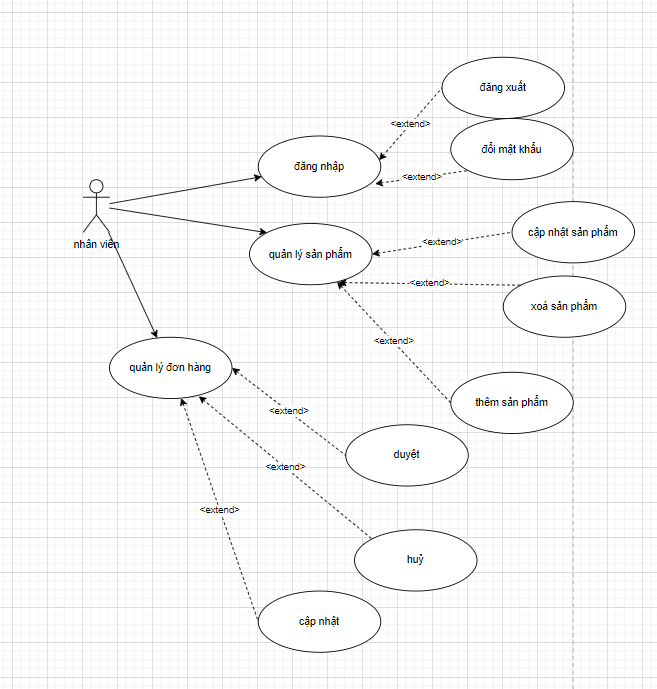 đăng xuất
<extend>
đổi mật khẩu
đăng nhập
<extend>
nhân viên
cập nhật sản phẩm
<extend>
quản lý sản phẩm
<extend>
xoá sản phẩm
<extend>
quản lý đơn hàng
thêm sản phẩm
<extend>
duyệt
<extend>
<extend>
huỷ
cập nhật